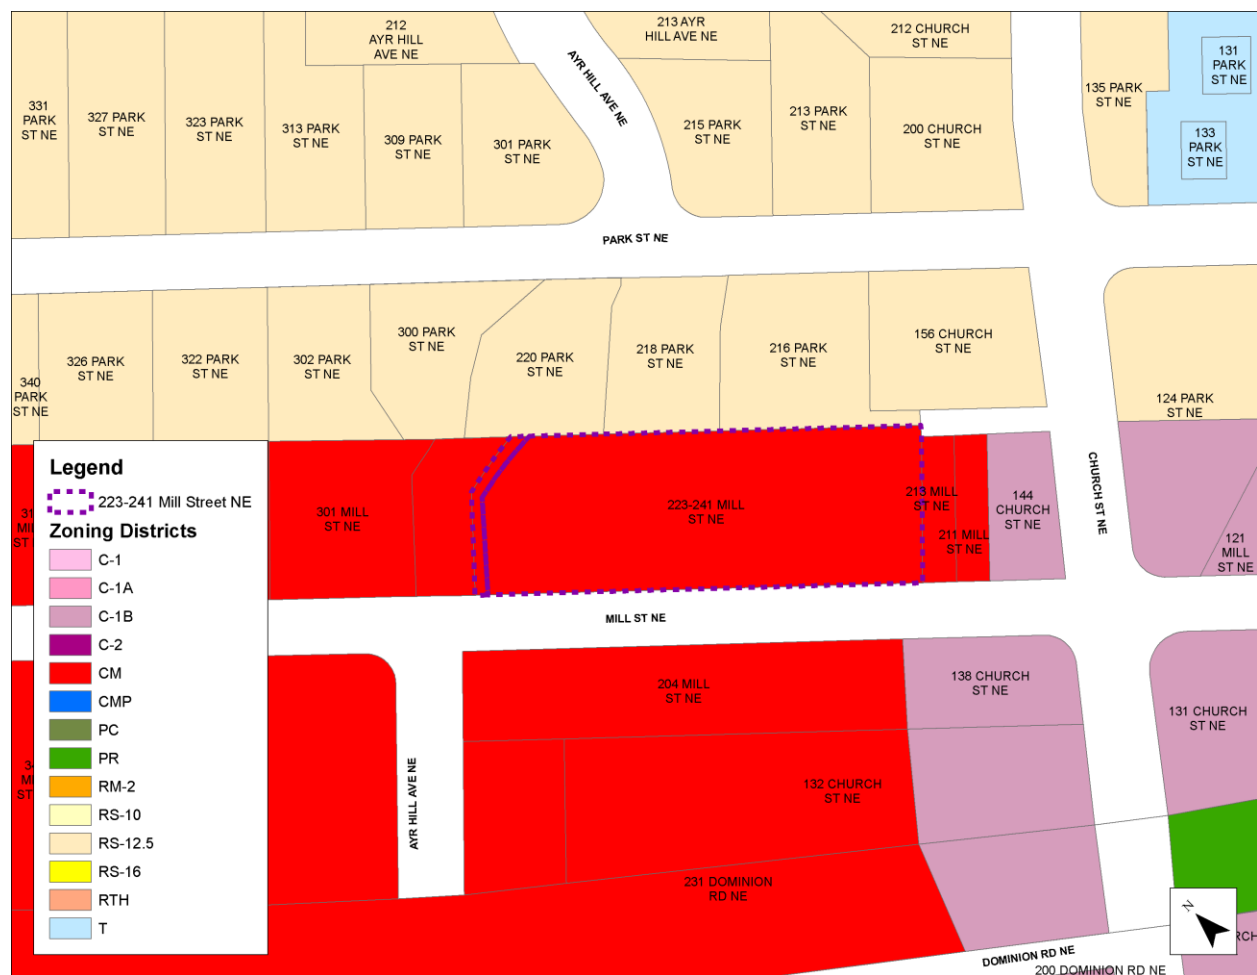 212
AYR HILL
AVE NE
213 AYR
HILL AVE NE
212 CHURCH
ST NE
131
PARK
ST NE
AYR HILL AVE NE
331
PARK
ST NE
327 PARK
ST NE
323 PARK
ST NE
313 PARK
ST NE
309 PARK
ST NE
301 PARK
ST NE
215 PARK
ST NE
213 PARK
ST NE
200 CHURCH
ST NE
135 PARK
ST NE
133
PARK
ST NE
PARK ST NE
340
PARK
ST NE
326 PARK
ST NE
322 PARK
ST NE
302 PARK
ST NE
300 PARK
ST NE
220 PARK
ST NE
218 PARK
ST NE
216 PARK
ST NE
156 CHURCH
ST NE
124 PARK
ST NE
301 MILL
ST NE
223-241 MILL
ST NE
213 MILL
ST NE
211 MILL
ST NE
144
CHURCH
ST NE
CHURCH ST NE
121
MILL
ST NE
MILL ST NE
204 MILL
ST NE
138 CHURCH
ST NE
131 CHURCH
ST NE
AYR HILL AVE NE
132 CHURCH
ST NE
231 DOMINION
RD NE
DOMINION RD NE
200 DOMINION RD NE
N
Legend
223-241 Mill Street NE
Zoning Districts
C-1
C-1A
C-1B
C-2
CM
CMP
PC
PR
RM-2
RS-10
RS-12.5
RS-16
RTH
T